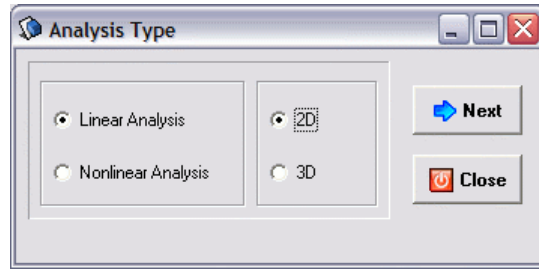 Analysis Type
Linear Analysis
2D
Next
Nonlinear Analysis
3D
Close